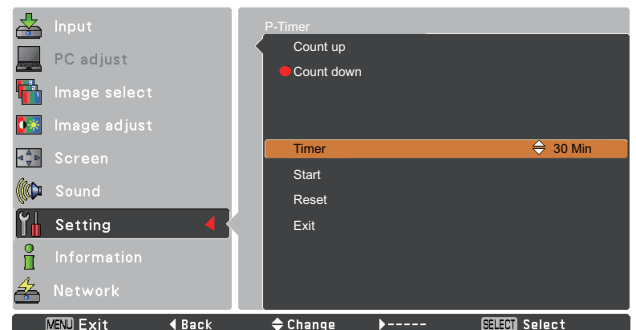 Input
PC adjust
Image select
Image adjust
Screen
Sound
Setting
Information
Network
P-Timer
Count up
Count down
Timer 30 Min
Start
Reset
Exit
MENU Exit Back Change ----- SELECT Select